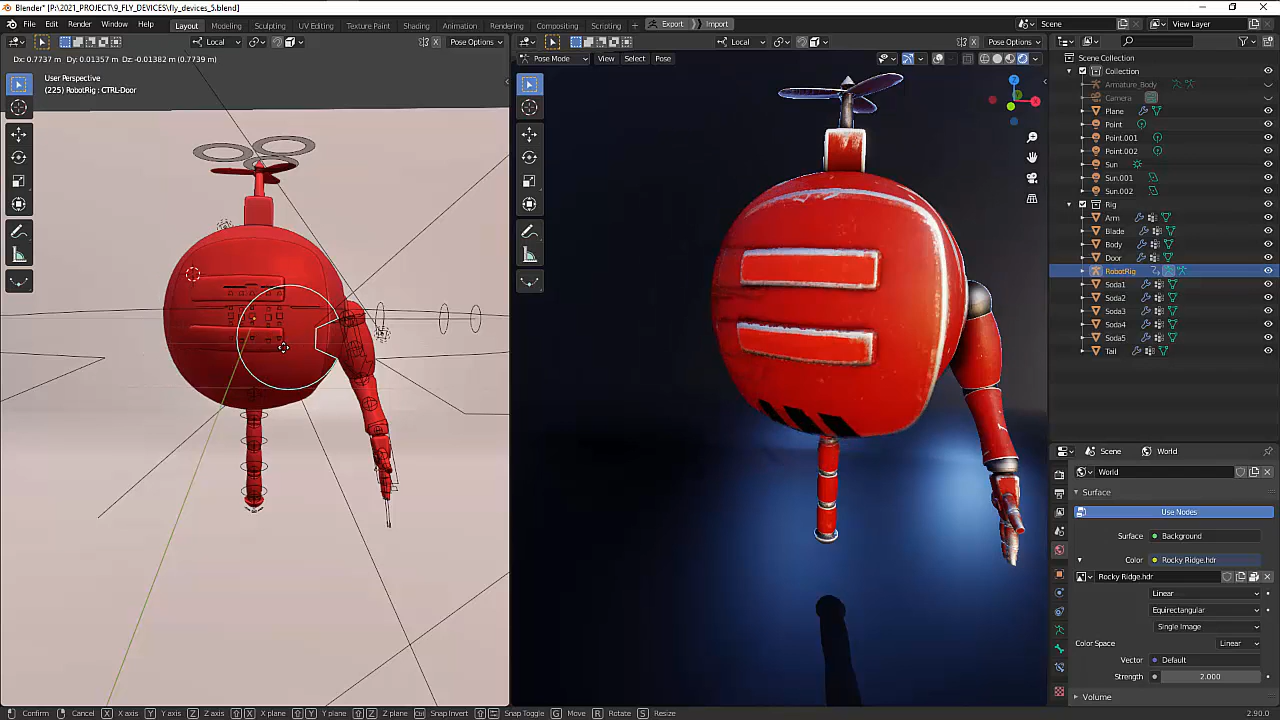 Blender* [P:\2021_PROJECT\9_FLY_DEVICES\fly_devices_5.blend]
File Edit Render Window Help Layout Modeling Sculpting UV Editing Texture Paint Shading Animation Rendering Compositing Scripting + Export Import Scene View Layer
Local Pose Options Local Pose Options
Dx: 0.7737 m Dy: 0.01357 m Dz: -0.01382 m (0.7739 m) Pose Mode View Select Pose
User Perspective
(225) RobotRig : CTRL-Door
Scene Collection
Collection
Armature_Body
Camera
Plane
Point
Point.001
Point.002
Sun
Sun.001
Sun.002
Rig
Arm
Blade
Body
Door
RobotRig
Soda1
Soda2
Soda3
Soda4
Soda5
Tail
Scene World
World
Surface
Use Nodes
Surface Background
Color Rocky Ridge.hdr
Rocky Ridge.hdr
Linear
Equirectangular
Single Image
Color Space Linear
Vector Default
Strength 2.000
Volume
Confirm Cancel X X axis Y Y axis Z Z axis X X plane Y Y plane Z Z plane Snap Invert Snap Toggle G Move R Rotate S Resize 2.90.0